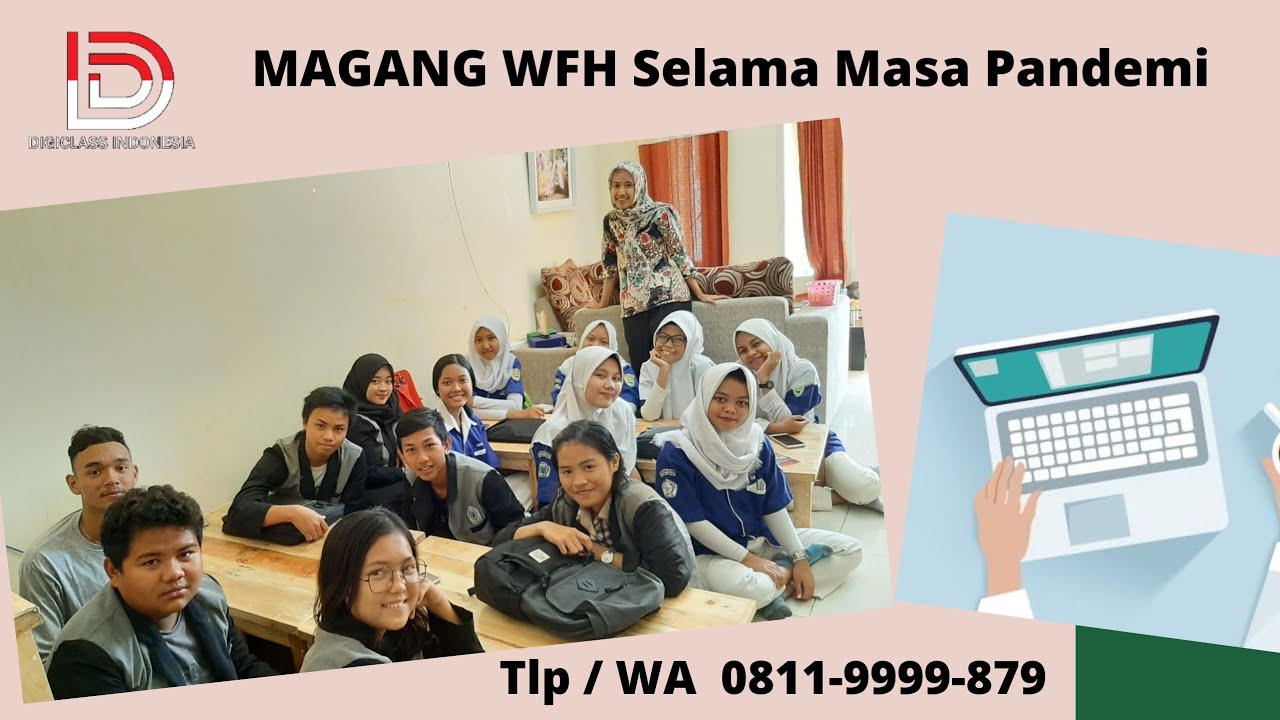 MAGANG WFH Selama Masa Pandemi
DIGICLASS INDONESIA
Tlp / WA 0811-9999-879